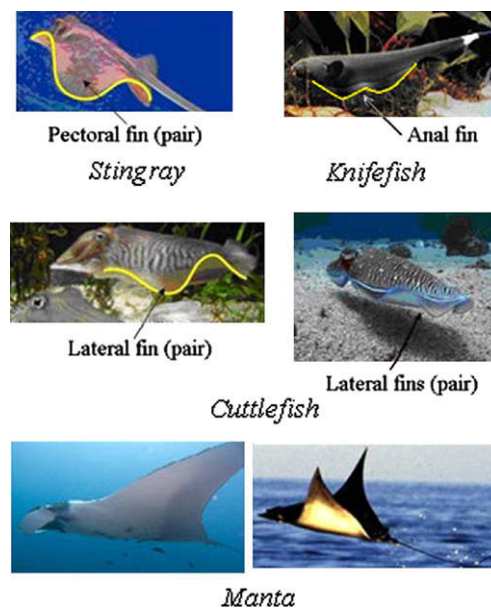 Pectoral fin (pair)
Anal fin
Stingray
Knifefish
Lateral fin (pair)
Lateral fins (pair)
Cuttlefish
Manta